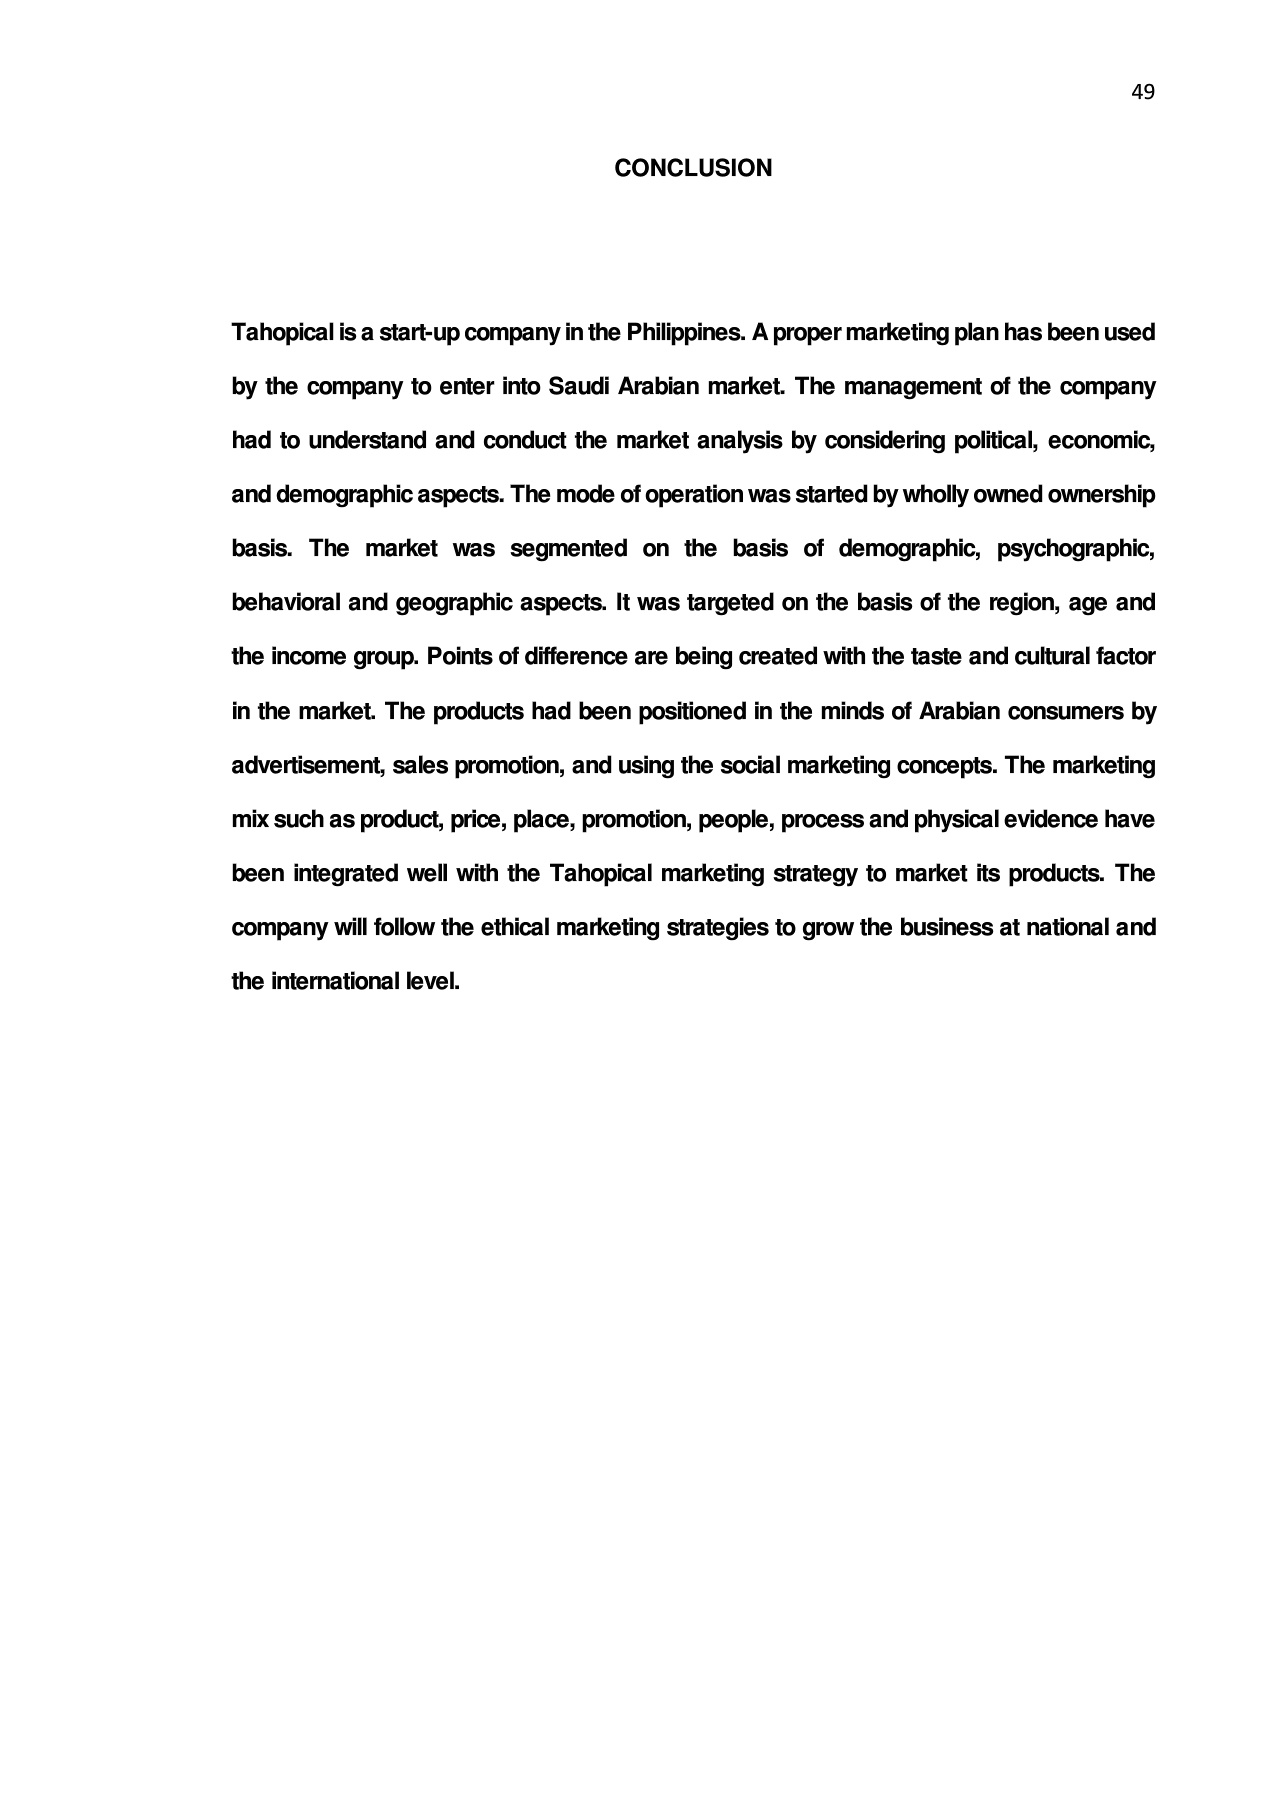 49
CONCLUSION
Tahopical is a start-up company in the Philippines. A proper marketing plan has been used
by the company to enter into Saudi Arabian market. The management of the company
had to understand and conduct the market analysis by considering political, economic,
and demographic aspects. The mode of operation was started by wholly owned ownership
basis. The market was segmented on the basis of demographic, psychographic,
behavioral and geographic aspects. It was targeted on the basis of the region, age and
the income group. Points of difference are being created with the taste and cultural factor
in the market. The products had been positioned in the minds of Arabian consumers by
advertisement, sales promotion, and using the social marketing concepts. The marketing
mix such as product, price, place, promotion, people, process and physical evidence have
been integrated well with the Tahopical marketing strategy to market its products. The
company will follow the ethical marketing strategies to grow the business at national and
the international level.